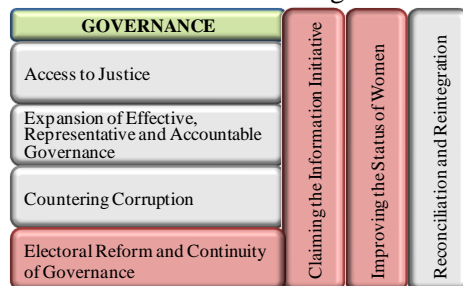 GOVERNANCE
Access to Justice
Expansion of Effective,
Representative and Accountable
Governance
Countering Corruption
Electoral Reform and Continuity
of Governance
Claiming the Information Initiative
Improving the Status of Women
Reconciliation and Reintegration